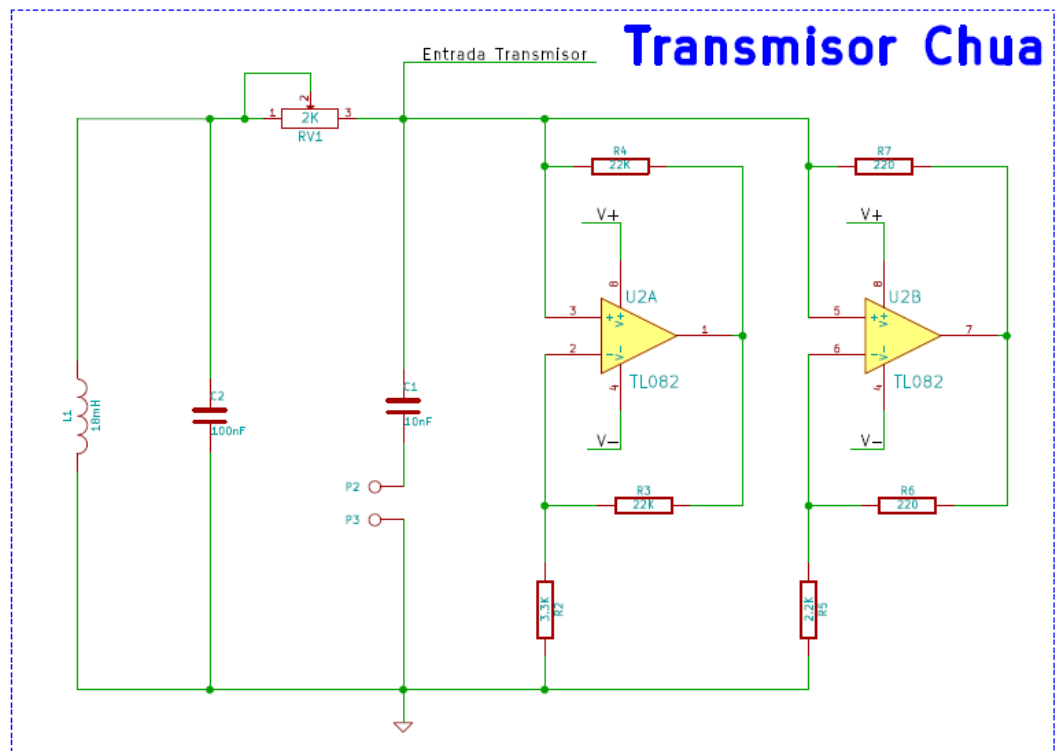 Transmisor Chua
Entrada Transmisor
1
2
3
2K
RV1
R4
22K
R7
220
V+
V+
8
U2A
8
U2B
3
+
V+
1
5
+
V+
7
2
−
V−
6
−
V−
4
TL082
4
TL082
L1
18mH
C2
100nF
C1
10nF
V−
V−
P2
P3
R3
22K
R6
220
3.3K
R2
2.2K
R5